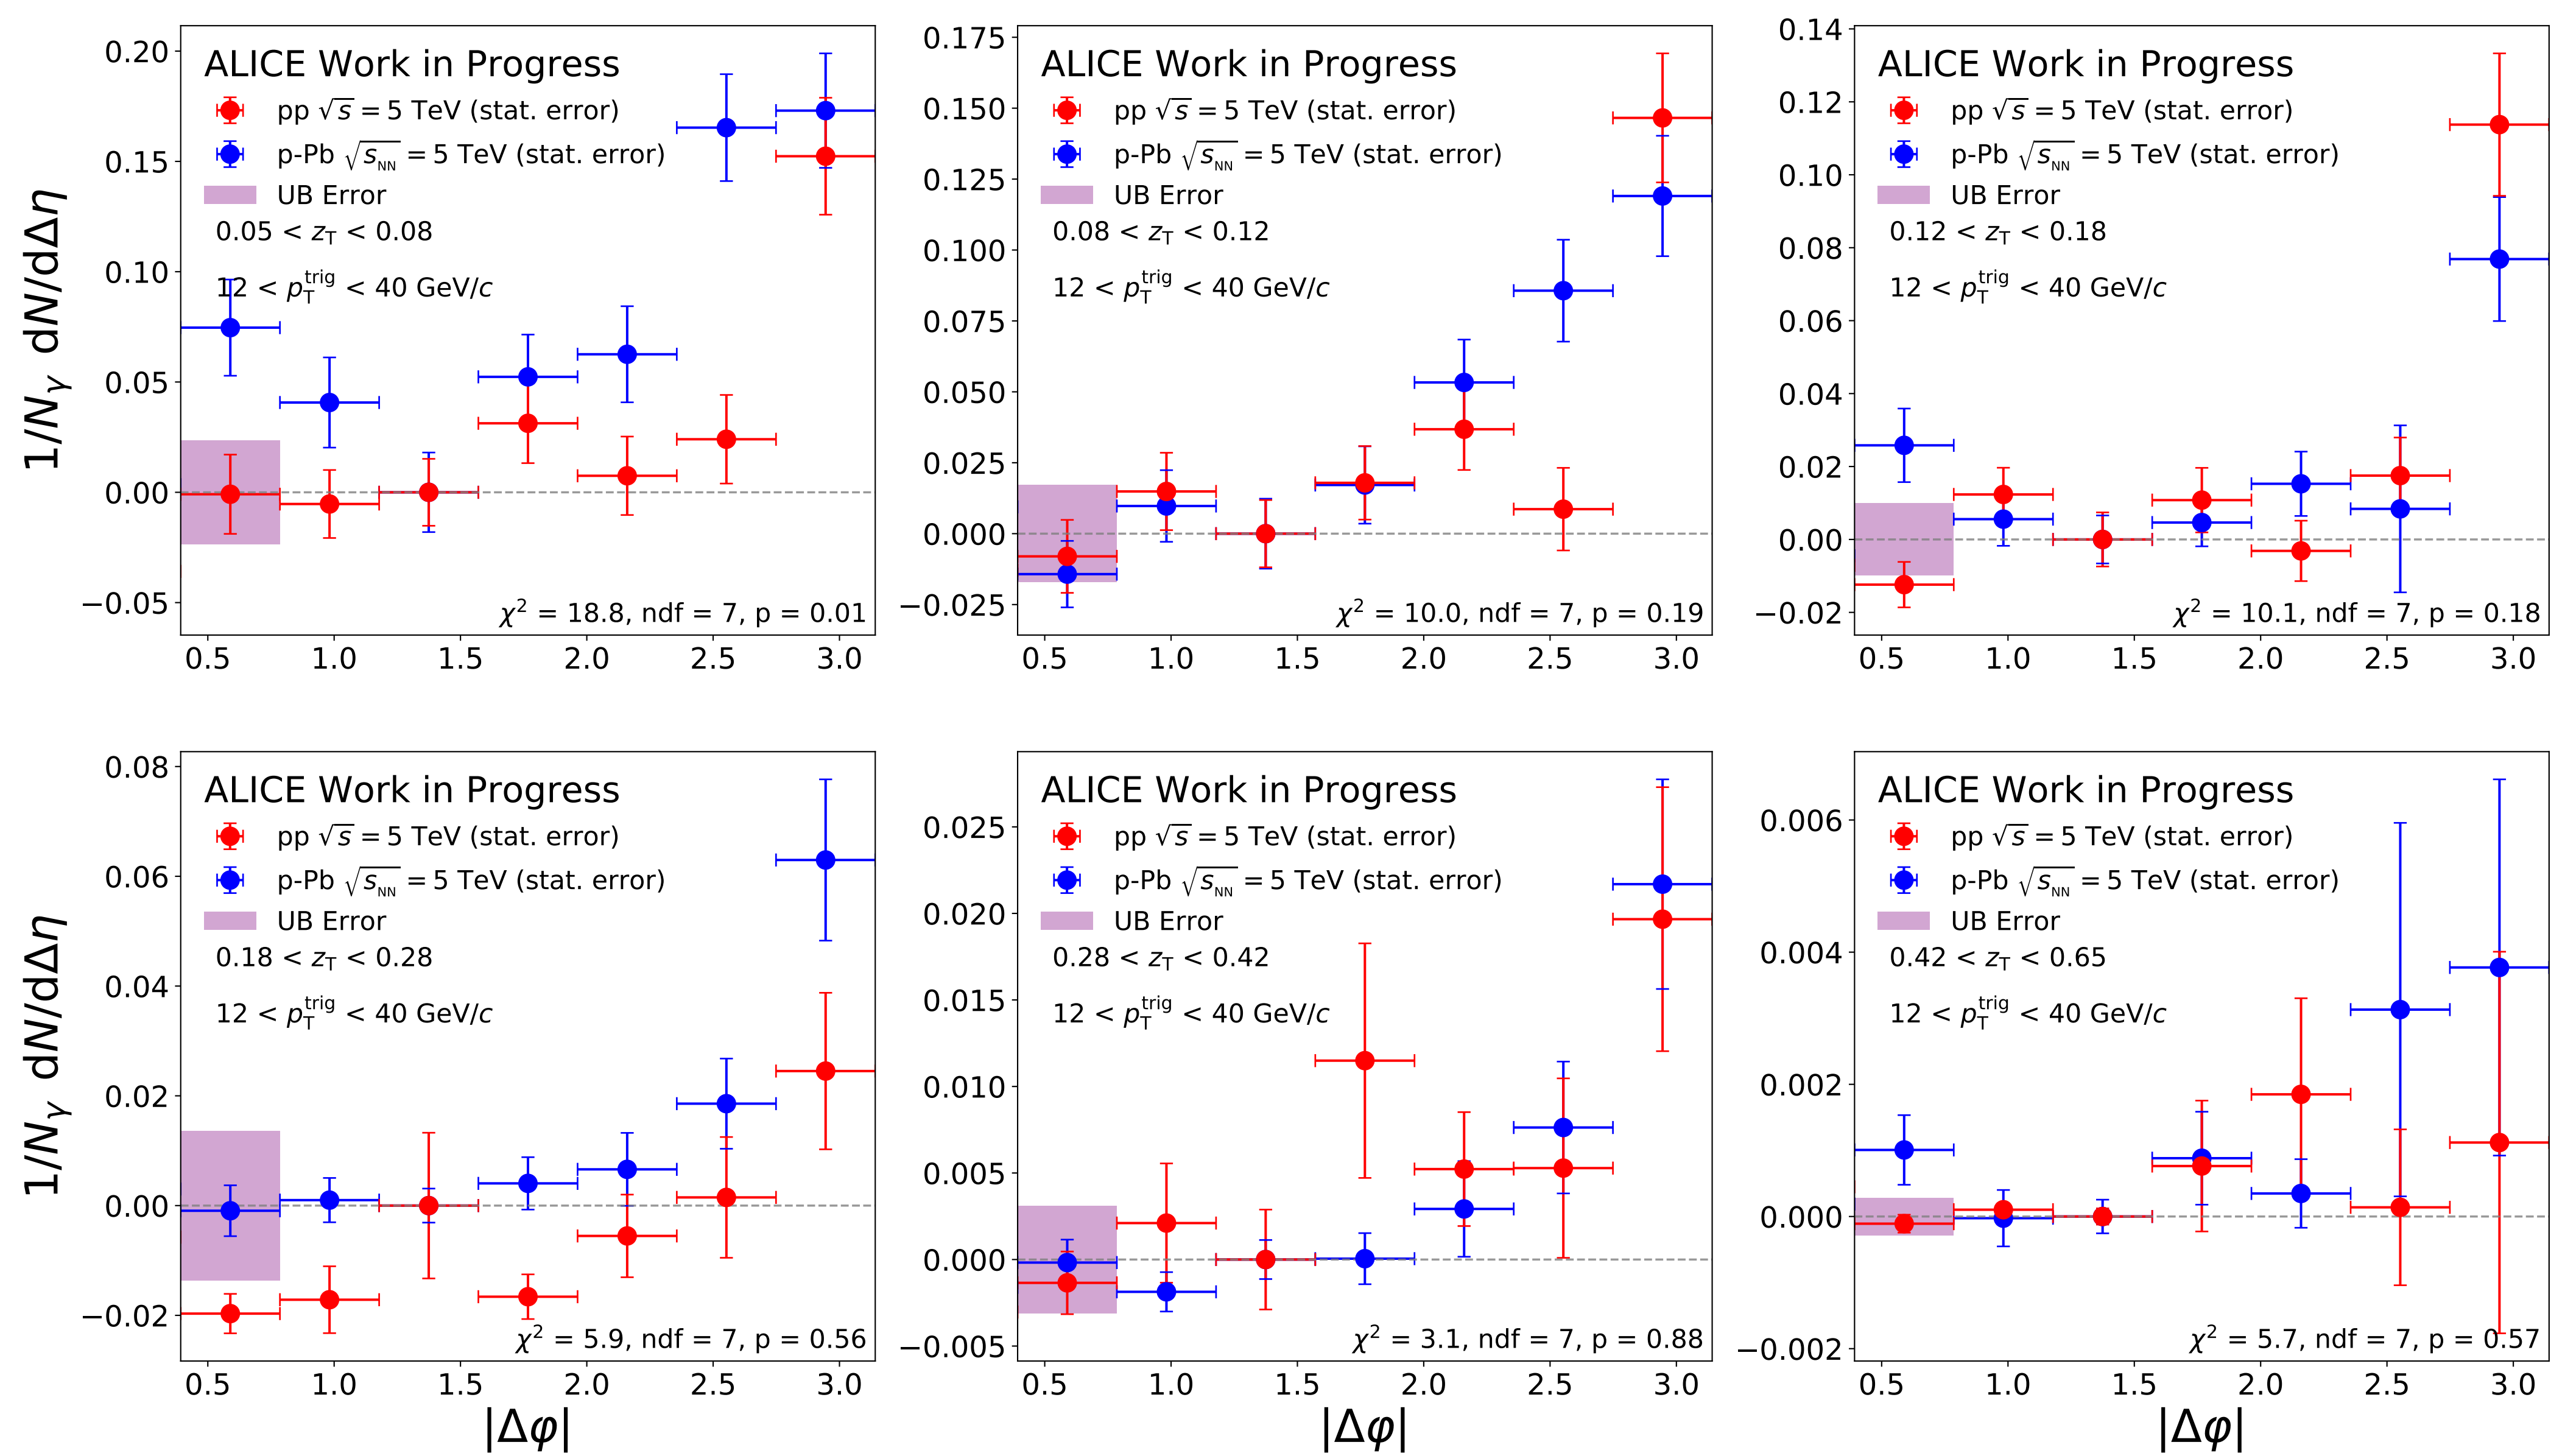 1/Nγ dN/dΔη
0.20
0.15
0.10
0.05
0.00
−0.05
ALICE Work in Progress
pp √s = 5 TeV (stat. error)
p-Pb √sNN = 5 TeV (stat. error)
UB Error
0.05 < zT < 0.08
12 < pT^trig < 40 GeV/c
χ² = 18.8, ndf = 7, p = 0.01
0.5 1.0 1.5 2.0 2.5 3.0
0.175
0.150
0.125
0.100
0.075
0.050
0.025
0.000
−0.025
ALICE Work in Progress
pp √s = 5 TeV (stat. error)
p-Pb √sNN = 5 TeV (stat. error)
UB Error
0.08 < zT < 0.12
12 < pT^trig < 40 GeV/c
χ² = 10.0, ndf = 7, p = 0.19
0.5 1.0 1.5 2.0 2.5 3.0
0.14
0.12
0.10
0.08
0.06
0.04
0.02
0.00
−0.02
ALICE Work in Progress
pp √s = 5 TeV (stat. error)
p-Pb √sNN = 5 TeV (stat. error)
UB Error
0.12 < zT < 0.18
12 < pT^trig < 40 GeV/c
χ² = 10.1, ndf = 7, p = 0.18
0.5 1.0 1.5 2.0 2.5 3.0
1/Nγ dN/dΔη
0.08
0.06
0.04
0.02
0.00
−0.02
ALICE Work in Progress
pp √s = 5 TeV (stat. error)
p-Pb √sNN = 5 TeV (stat. error)
UB Error
0.18 < zT < 0.28
12 < pT^trig < 40 GeV/c
χ² = 5.9, ndf = 7, p = 0.56
0.5 1.0 1.5 2.0 2.5 3.0
|Δφ|
0.025
0.020
0.015
0.010
0.005
0.000
−0.005
ALICE Work in Progress
pp √s = 5 TeV (stat. error)
p-Pb √sNN = 5 TeV (stat. error)
UB Error
0.28 < zT < 0.42
12 < pT^trig < 40 GeV/c
χ² = 3.1, ndf = 7, p = 0.88
0.5 1.0 1.5 2.0 2.5 3.0
|Δφ|
0.006
0.004
0.002
0.000
−0.002
ALICE Work in Progress
pp √s = 5 TeV (stat. error)
p-Pb √sNN = 5 TeV (stat. error)
UB Error
0.42 < zT < 0.65
12 < pT^trig < 40 GeV/c
χ² = 5.7, ndf = 7, p = 0.57
0.5 1.0 1.5 2.0 2.5 3.0
|Δφ|